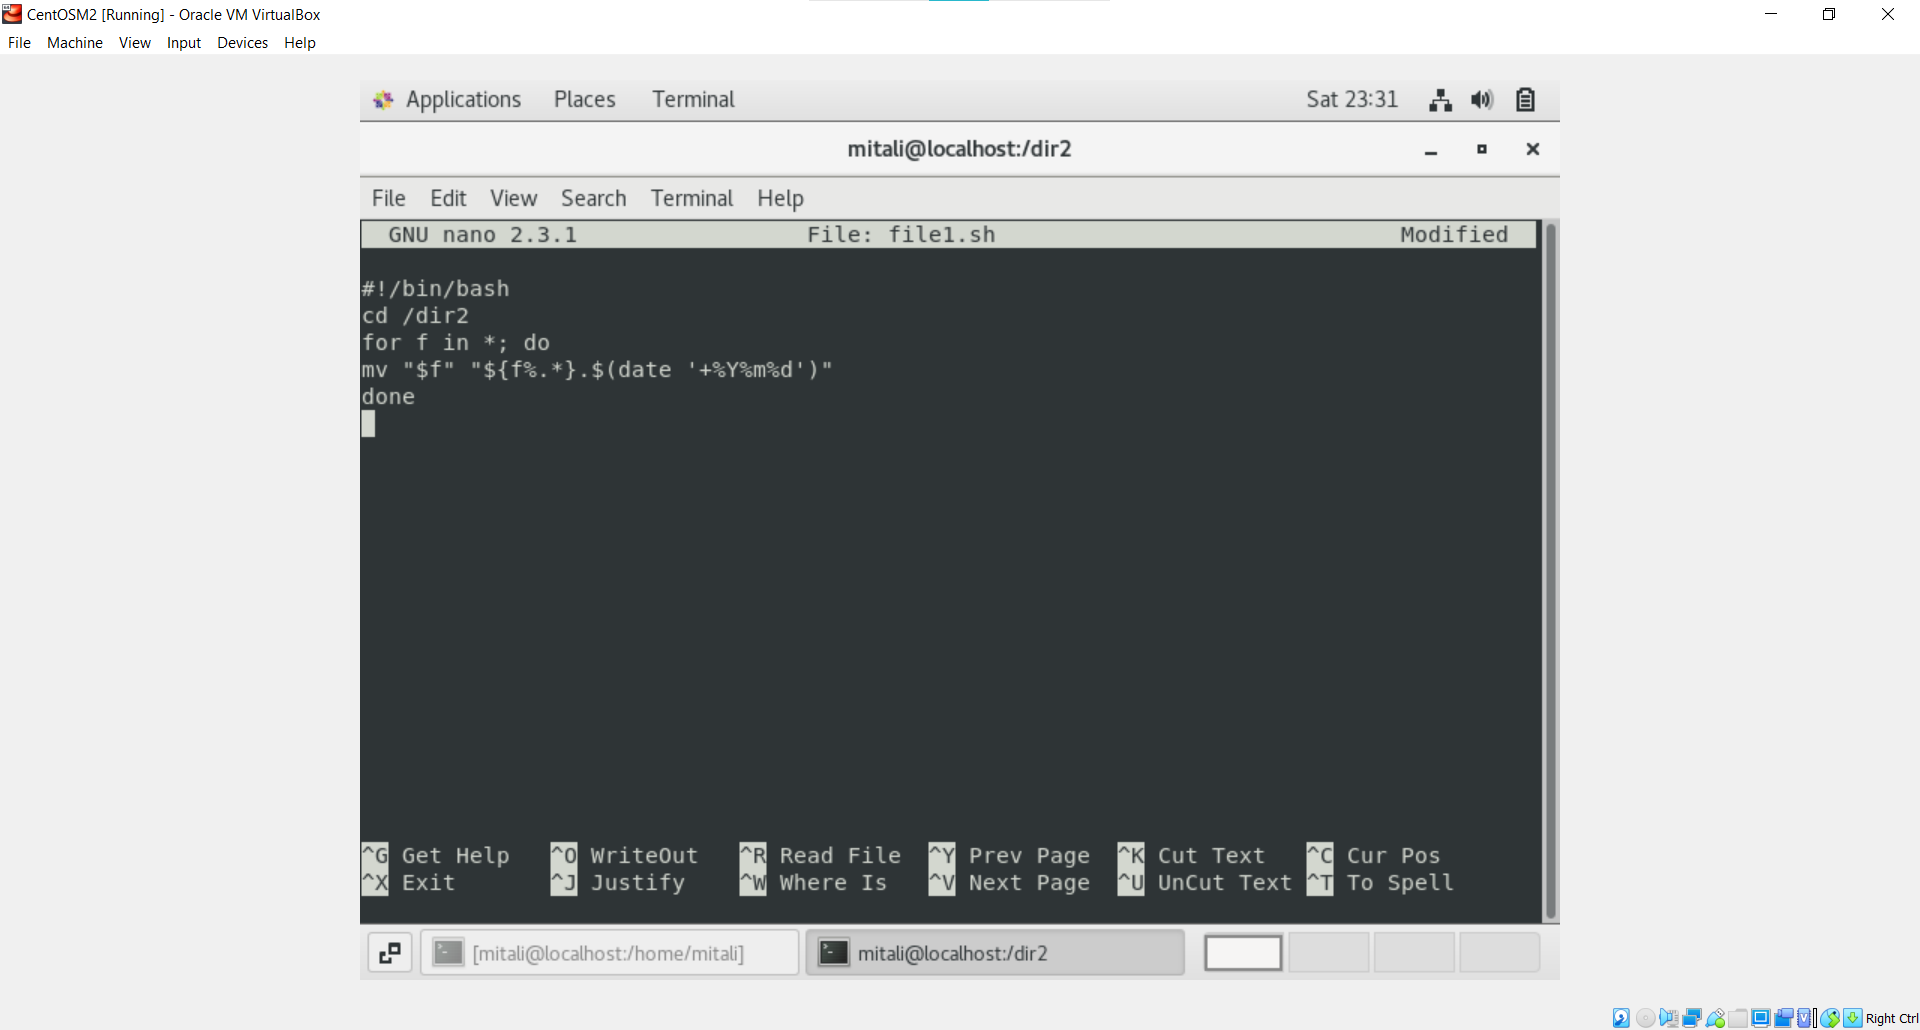 CentOSM2 [Running] - Oracle VM VirtualBox
File Machine View Input Devices Help
Applications Places Terminal Sat 23:31
mitali@localhost:/dir2
File Edit View Search Terminal Help
GNU nano 2.3.1 File: file1.sh Modified
#!/bin/bash
cd /dir2
for f in *; do
mv "$f" "${f%.*}.$(date '+%Y%m%d')"
done
^G Get Help ^O WriteOut ^R Read File ^Y Prev Page ^K Cut Text ^C Cur Pos
^X Exit ^J Justify ^W Where Is ^V Next Page ^U UnCut Text ^T To Spell
[mitali@localhost:/home/mitali] mitali@localhost:/dir2
Right Ctrl